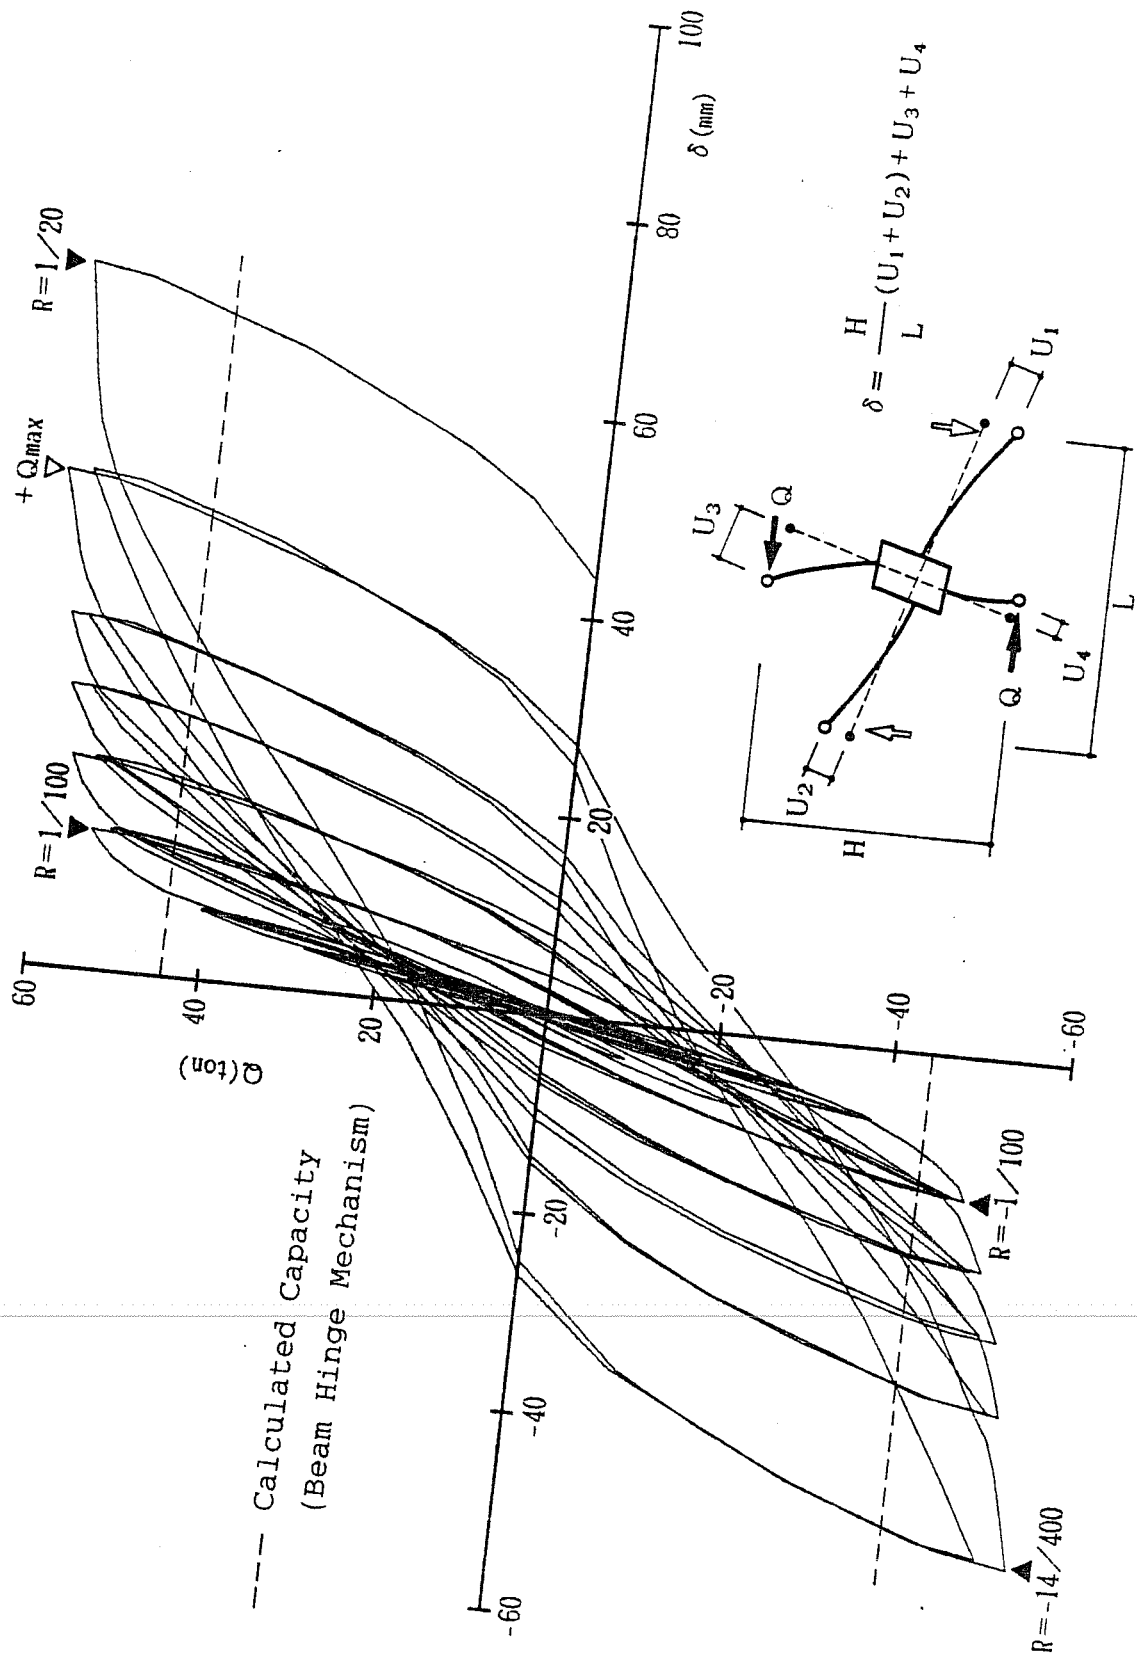 R=1/20
+Qmax
R=1/100
60
40
20
Q(ton)
--- Calculated Capacity
(Beam Hinge Mechanism)
100
80
60
40
20
-20
-40
-60
δ(mm)
-20
-40
-60
R=-1/100
R=-14/400
δ= H/L (U1+U2)+U3+U4
U3
Q
U1
U2
U4
Q
H
L